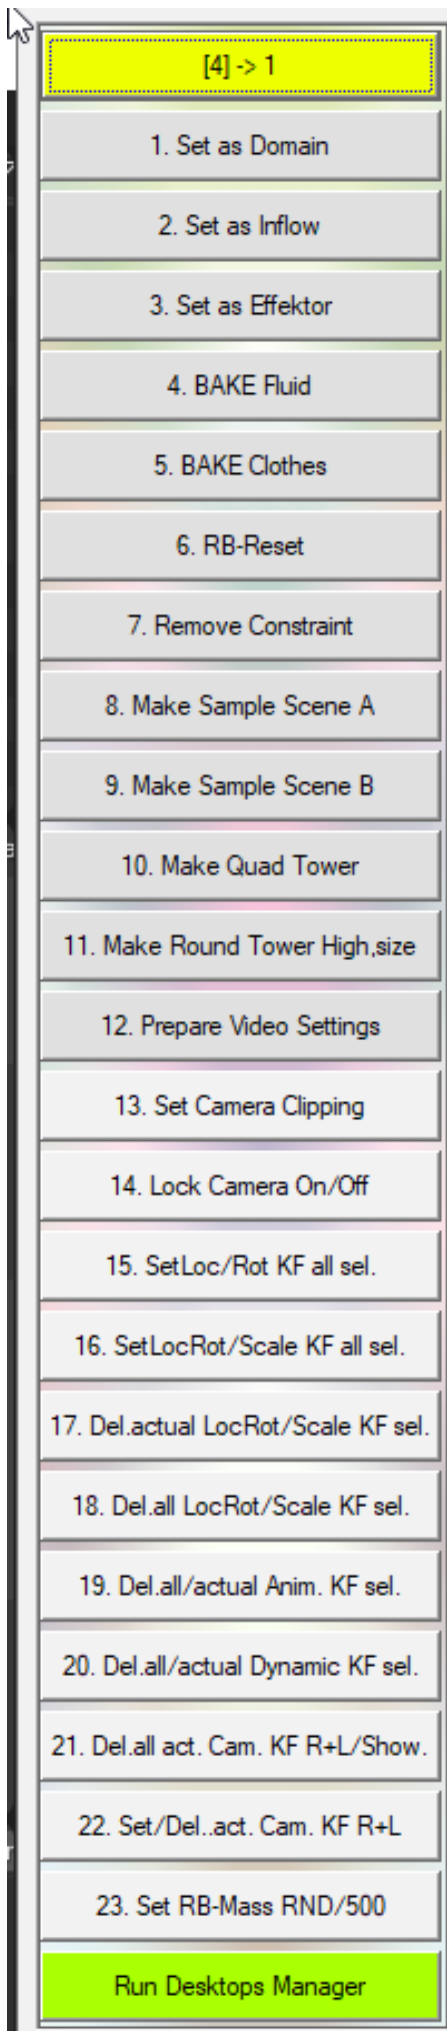 [4] -> 1
1. Set as Domain
2. Set as Inflow
3. Set as Effektor
4. BAKE Fluid
5. BAKE Clothes
6. RB-Reset
7. Remove Constraint
8. Make Sample Scene A
9. Make Sample Scene B
10. Make Quad Tower
11. Make Round Tower High,size
12. Prepare Video Settings
13. Set Camera Clipping
14. Lock Camera On/Off
15. SetLoc/Rot KF all sel.
16. SetLocRot/Scale KF all sel.
17. Del.actual LocRot/Scale KF sel.
18. Del.all LocRot/Scale KF sel.
19. Del.all/actual Anim. KF sel.
20. Del.all/actual Dynamic KF sel.
21. Del.all act. Cam. KF R+L/Show.
22. Set/Del..act. Cam. KF R+L
23. Set RB-Mass RND/500
Run Desktops Manager